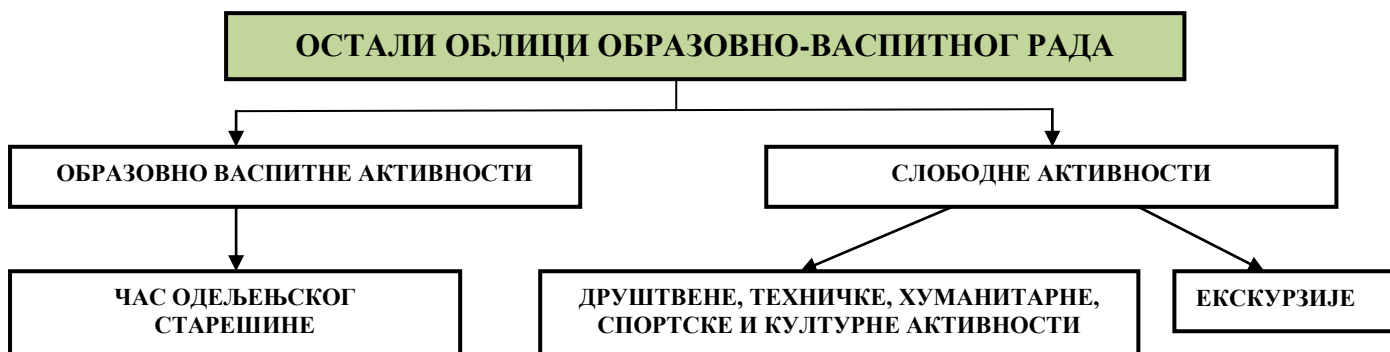 ОСТАЛИ ОБЛИЦИ ОБРАЗОВНО-ВАСПИТНОГ РАДА
ОБРАЗОВНО ВАСПИТНЕ АКТИВНОСТИ
СЛОБОДНЕ АКТИВНОСТИ
ЧАС ОДЕЉЕЊСКОГ
СТАРЕШИНЕ
ДРУШТВЕНЕ, ТЕХНИЧКЕ, ХУМАНИТАРНЕ,
СПОРТСКЕ И КУЛТУРНЕ АКТИВНОСТИ
ЕКСКУРЗИЈЕ